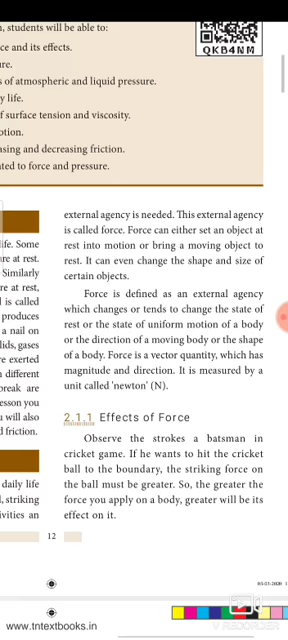 n, students will be able to:
ce and its effects.
ure.
s of atmospheric and liquid pressure.
y life.
f surface tension and viscosity.
otion.
asing and decreasing friction.
ated to force and pressure.
QKB4NM
life. Some
are at rest.
Similarly
re at rest,
l is called
produces
a nail on
lids, gases
re exerted
n different
break are
esson you
u will also
d friction.
daily life
l, striking
ivities an
external agency is needed. This external agency
is called force. Force can either set an object at
rest into motion or bring a moving object to
rest. It can even change the shape and size of
certain objects.
Force is defined as an external agency
which changes or tends to change the state of
rest or the state of uniform motion of a body
or the direction of a moving body or the shape
of a body. Force is a vector quantity, which has
magnitude and direction. It is measured by a
unit called 'newton' (N).
2.1.1 Effects of Force
Observe the strokes a batsman in
cricket game. If he wants to hit the cricket
ball to the boundary, the striking force on
the ball must be greater. So, the greater the
force you apply on a body, greater will be its
effect on it.
12
03-13-2020 1
www.tntextbooks.in
V RECORDER